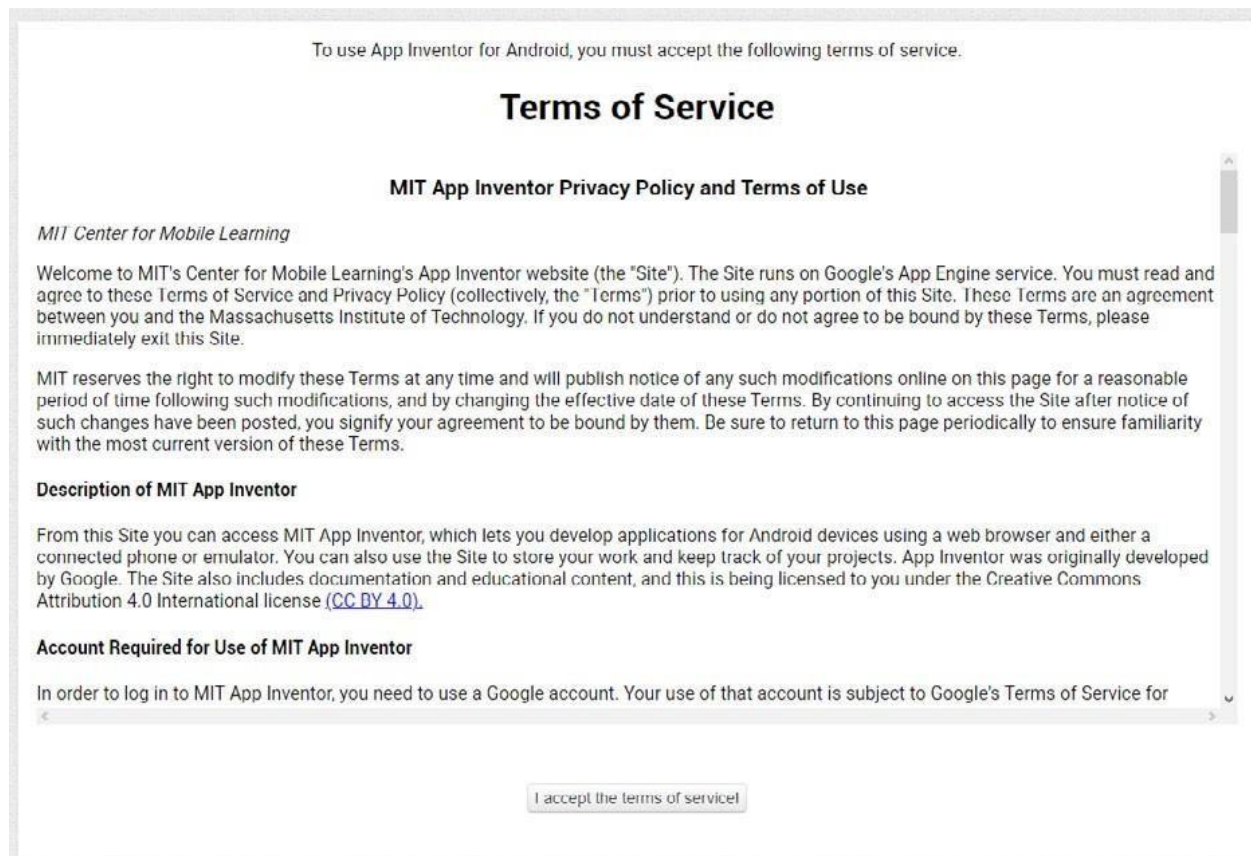 To use App Inventor for Android, you must accept the following terms of service.
Terms of Service
MIT App Inventor Privacy Policy and Terms of Use
MIT Center for Mobile Learning
Welcome to MIT's Center for Mobile Learning's App Inventor website (the "Site"). The Site runs on Google's App Engine service. You must read and
agree to these Terms of Service and Privacy Policy (collectively, the "Terms") prior to using any portion of this Site. These Terms are an agreement
between you and the Massachusetts Institute of Technology. If you do not understand or do not agree to be bound by these Terms, please
immediately exit this Site.
MIT reserves the right to modify these Terms at any time and will publish notice of any such modifications online on this page for a reasonable
period of time following such modifications, and by changing the effective date of these Terms. By continuing to access the Site after notice of
such changes have been posted, you signify your agreement to be bound by them. Be sure to return to this page periodically to ensure familiarity
with the most current version of these Terms.
Description of MIT App Inventor
From this Site you can access MIT App Inventor, which lets you develop applications for Android devices using a web browser and either a
connected phone or emulator. You can also use the Site to store your work and keep track of your projects. App Inventor was originally developed
by Google. The Site also includes documentation and educational content, and this is being licensed to you under the Creative Commons
Attribution 4.0 International license (CC BY 4.0).
Account Required for Use of MIT App Inventor
In order to log in to MIT App Inventor, you need to use a Google account. Your use of that account is subject to Google's Terms of Service for
I accept the terms of service!